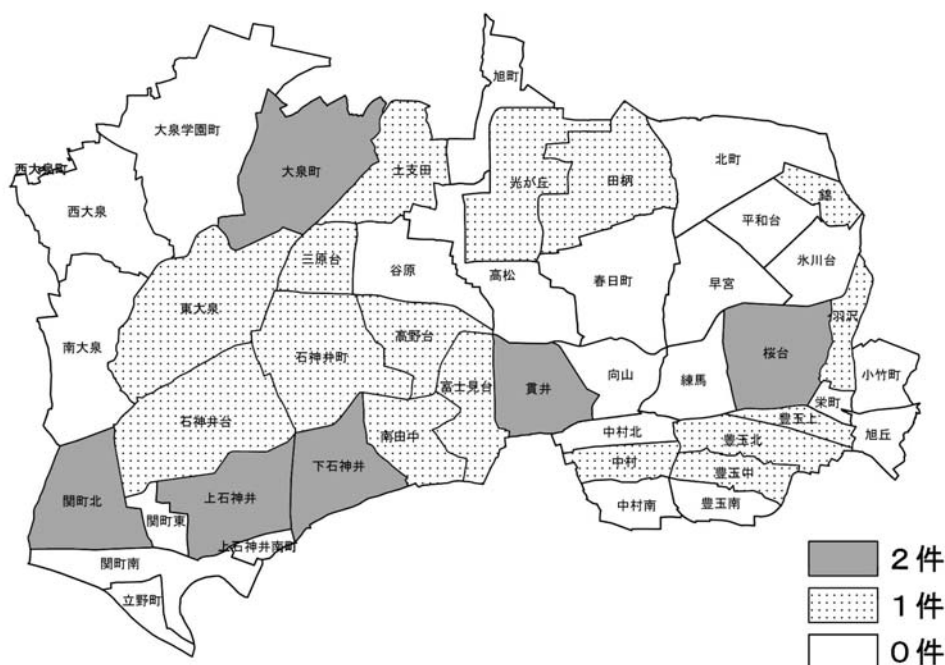 旭町
大泉学園町
北町
西大泉町
大泉町
土支田
光が丘
田柄
錦
西大泉
平和台
三原台
谷原
高松
春日町
早宮
氷川台
東大泉
羽沢
南大泉
高野台
石神井町
富士見台
貫井
向山
練馬
桜台
小竹町
栄町
石神井台
南田中
中村北
豊玉北
豊玉上
旭丘
下石神井
中村
豊玉中
関町北
上石神井
中村南
豊玉南
関町東
上石神井南町
関町南
立野町
2件
1件
0件